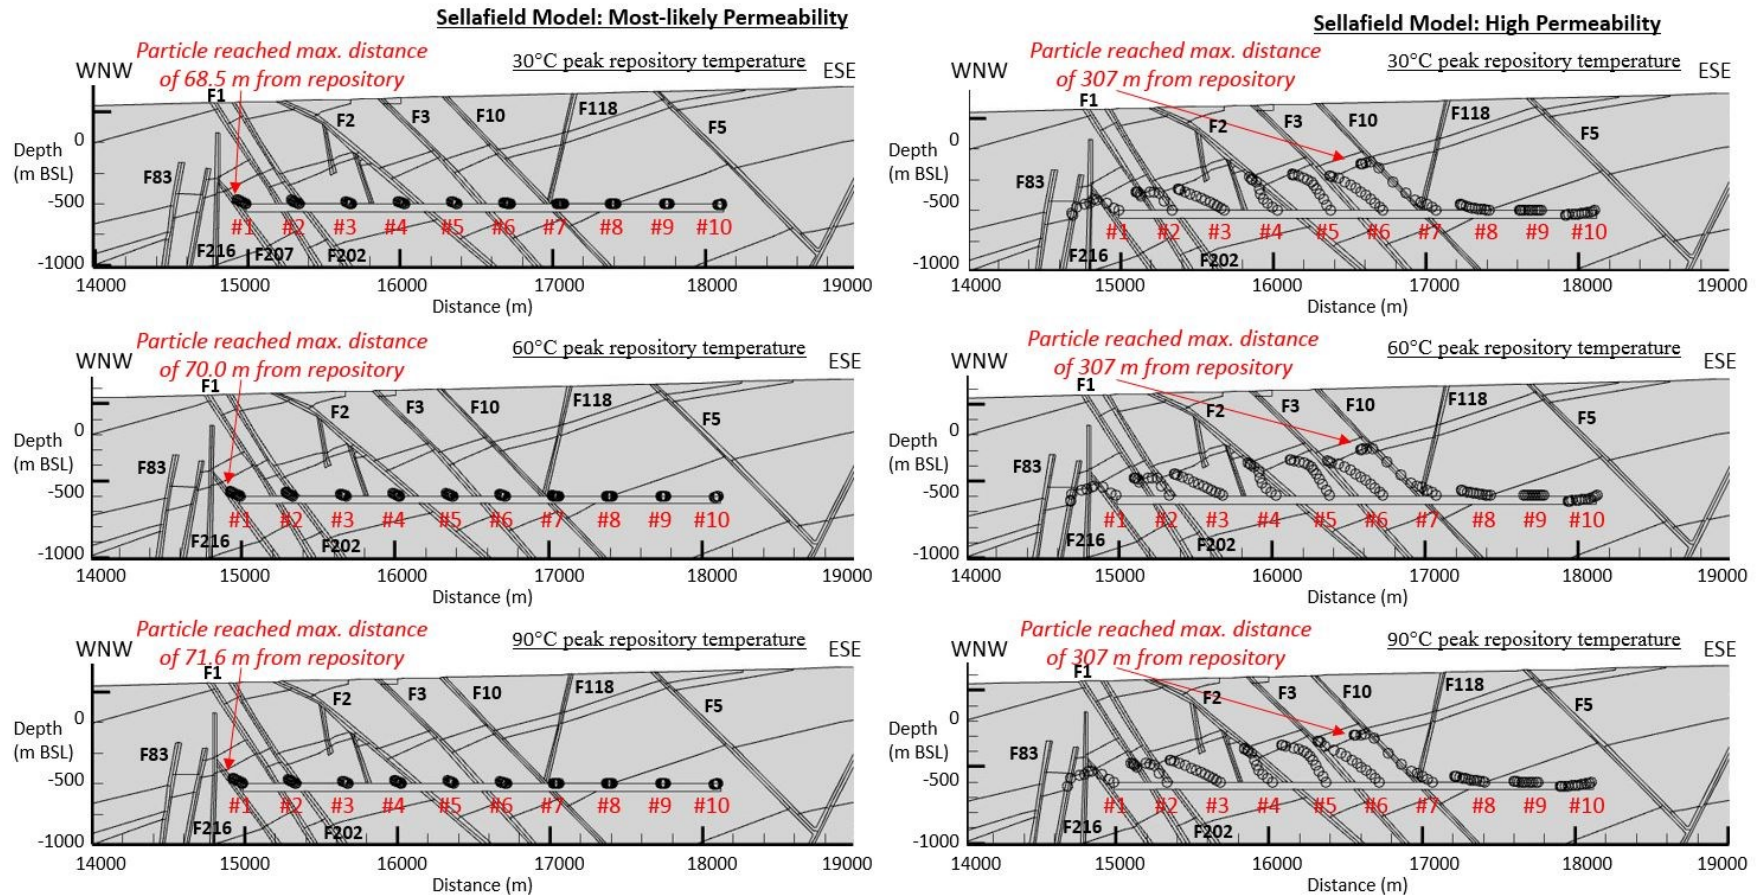 Sellafield Model: Most-likely Permeability
Particle reached max. distance
of 68.5 m from repository
30°C peak repository temperature
WNW
ESE
F1
F2
F3
F10
F118
F5
F83
Depth
(m BSL)
0
-500
-1000
#1 #2 #3 #4 #5 #6 #7 #8 #9 #10
F216 F207 F202
14000 15000 16000 17000 18000 19000
Distance (m)
Particle reached max. distance
of 70.0 m from repository
60°C peak repository temperature
WNW
ESE
F1
F2
F3
F10
F118
F5
F83
Depth
(m BSL)
0
-500
-1000
#1 #2 #3 #4 #5 #6 #7 #8 #9 #10
F216 F202
14000 15000 16000 17000 18000 19000
Distance (m)
Particle reached max. distance
of 71.6 m from repository
90°C peak repository temperature
WNW
ESE
F1
F2
F3
F10
F118
F5
F83
Depth
(m BSL)
0
-500
-1000
#1 #2 #3 #4 #5 #6 #7 #8 #9 #10
F216 F202
14000 15000 16000 17000 18000 19000
Distance (m)
Sellafield Model: High Permeability
Particle reached max. distance
of 307 m from repository
30°C peak repository temperature
WNW
ESE
F1
F2
F3
F10
F118
F5
F83
Depth
(m BSL)
0
-500
-1000
#1 #2 #3 #4 #5 #6 #7 #8 #9 #10
F216 F202
14000 15000 16000 17000 18000 19000
Distance (m)
Particle reached max. distance
of 307 m from repository
60°C peak repository temperature
WNW
ESE
F1
F2
F3
F10
F118
F5
F83
Depth
(m BSL)
0
-500
-1000
#1 #2 #3 #4 #5 #6 #7 #8 #9 #10
F216 F202
14000 15000 16000 17000 18000 19000
Distance (m)
Particle reached max. distance
of 307 m from repository
90°C peak repository temperature
WNW
ESE
F1
F2
F3
F10
F118
F5
F83
Depth
(m BSL)
0
-500
-1000
#1 #2 #3 #4 #5 #6 #7 #8 #9 #10
F216 F202
14000 15000 16000 17000 18000 19000
Distance (m)